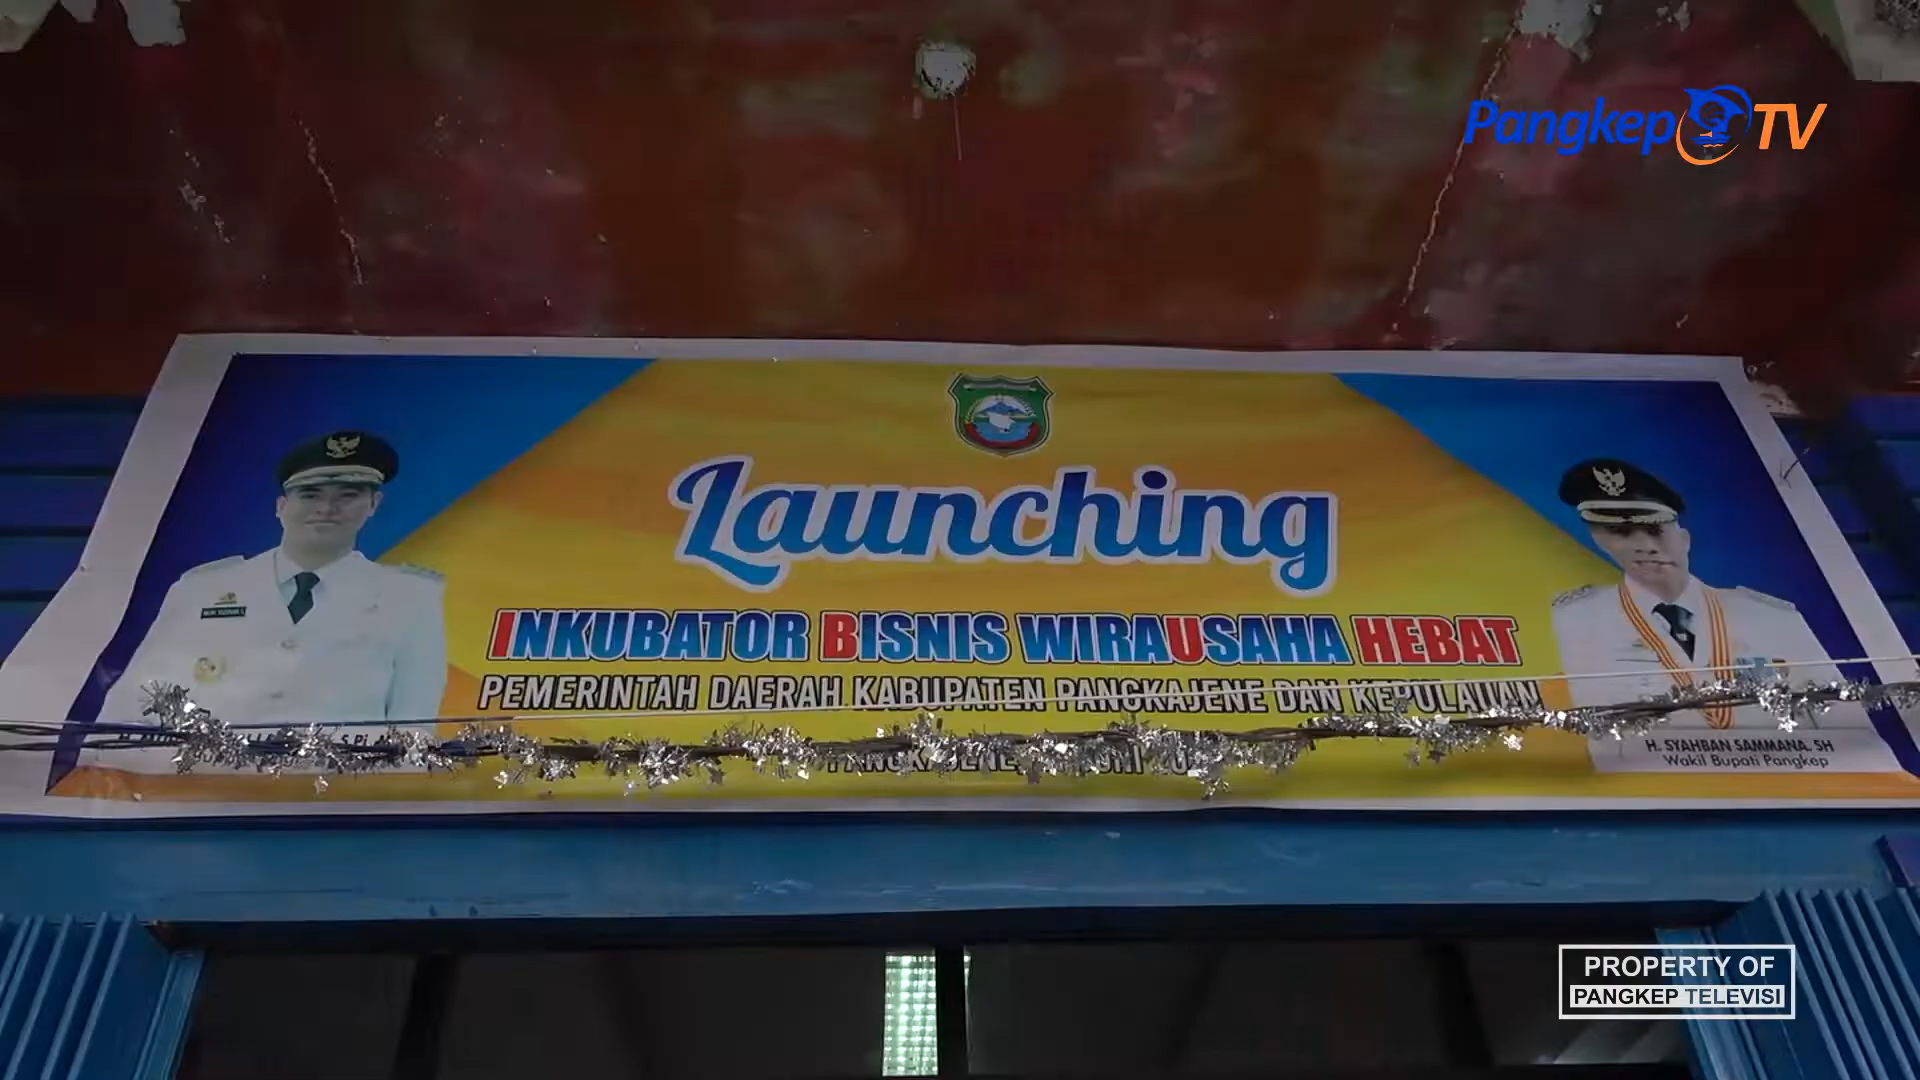 Pangkep TV
Launching
INKUBATOR BISNIS WIRAUSAHA HEBAT
PEMERINTAH DAERAH KABUPATEN PANGKAJENE DAN KEPULAUAN
PANGKAJENE,
H. SYAHBAN SAMMANA, SH
Wakil Bupati Pangkep
PROPERTY OF
PANGKEP TELEVISI